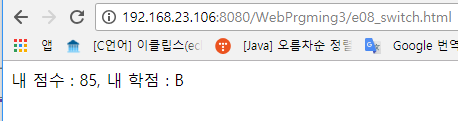 192.168.23.106:8080/WebPrgming3/e08_switch.html
앱 [C언어] 이클립스(ecl [Java] 오름차순 정렬 Google 번역
내 점수 : 85, 내 학점 : B